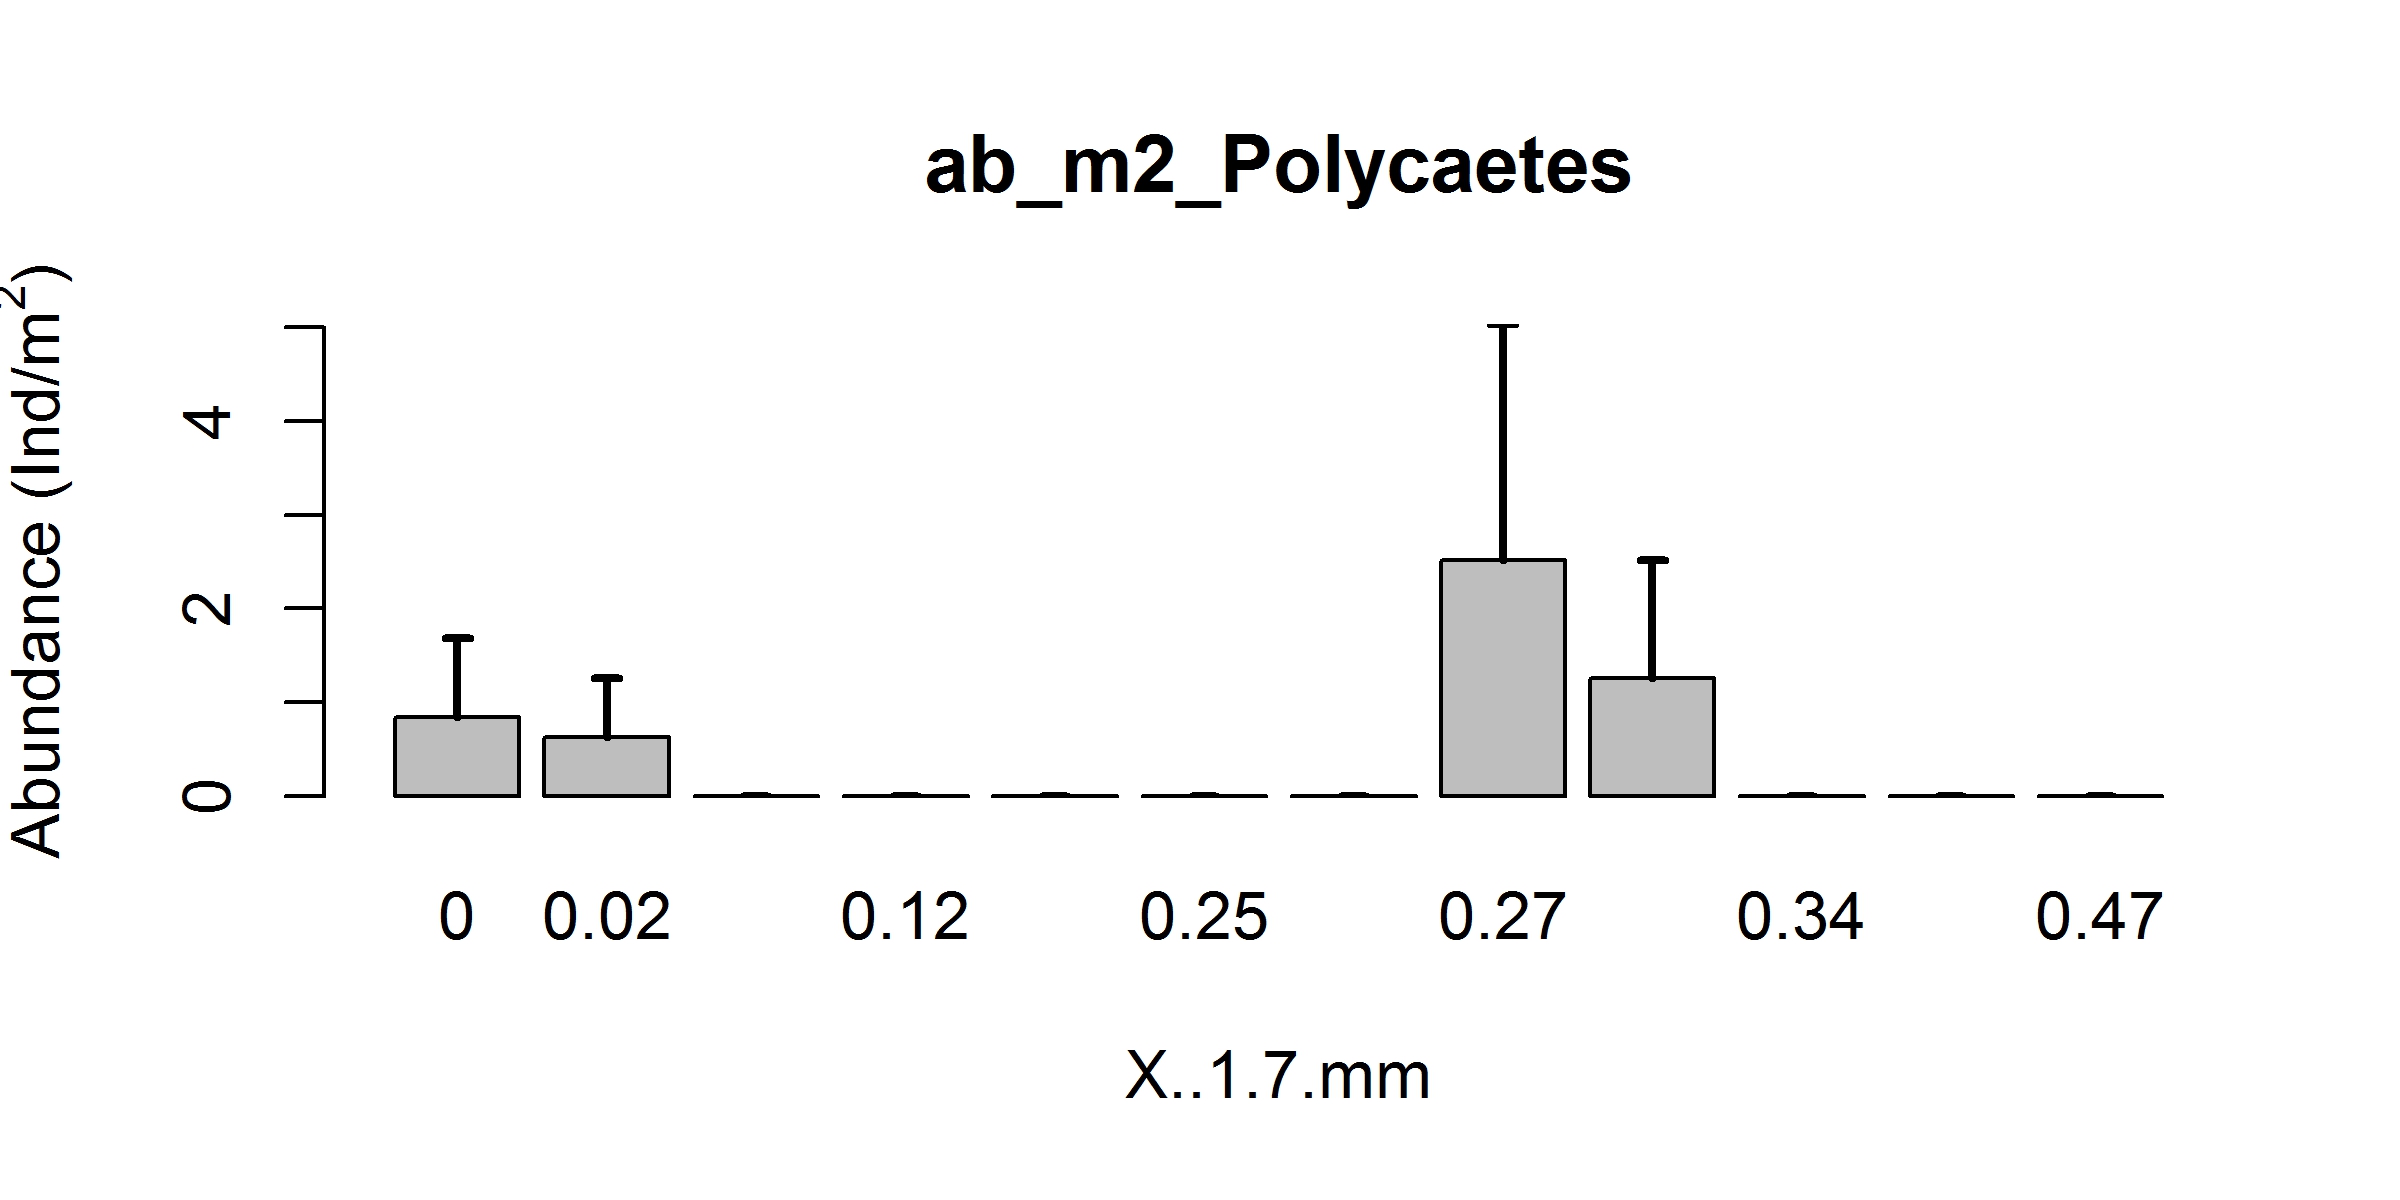 ab_m2_Polycaetes
Abundance (Ind/m²)
4
2
0
0 0.02 0.12 0.25 0.27 0.34 0.47
X..1.7.mm